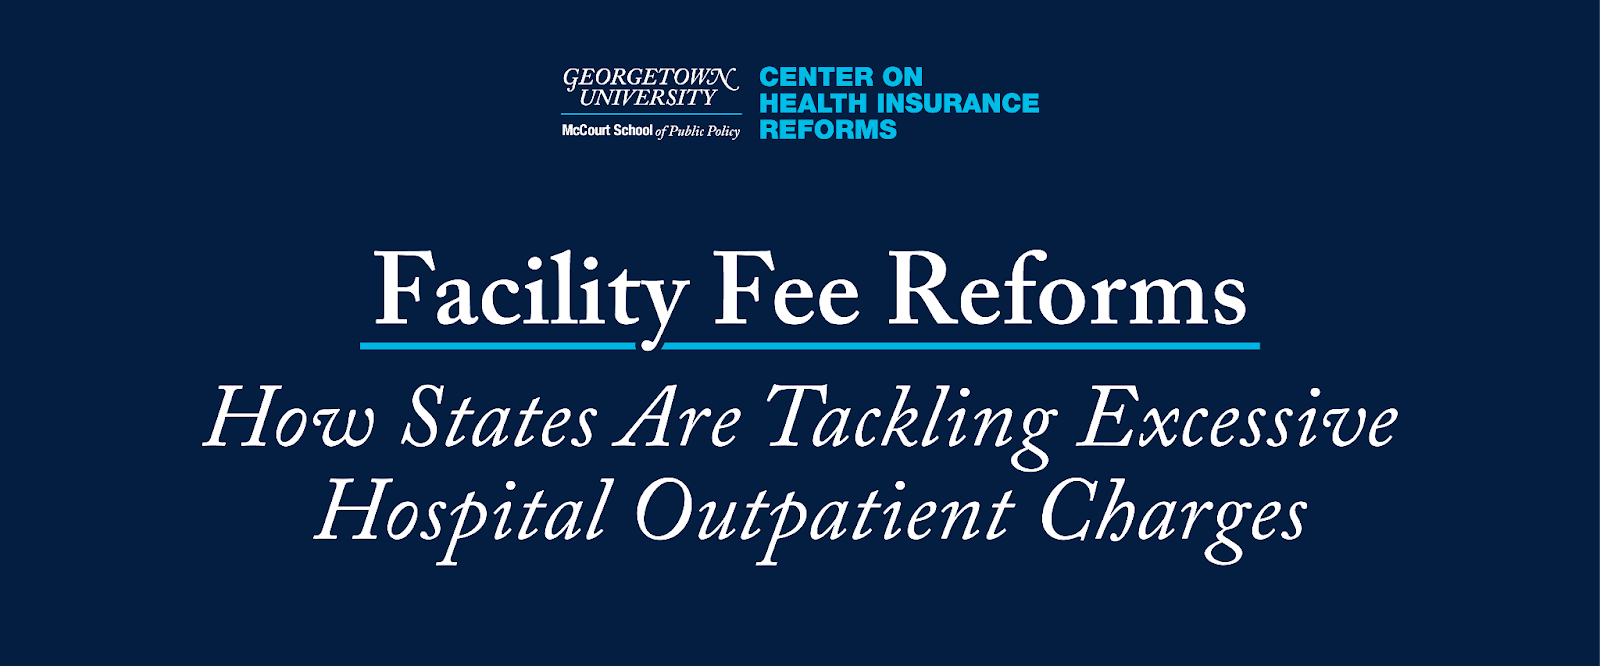 GEORGETOWN
UNIVERSITY
McCourt School of Public Policy
CENTER ON
HEALTH INSURANCE
REFORMS
Facility Fee Reforms
How States Are Tackling Excessive
Hospital Outpatient Charges